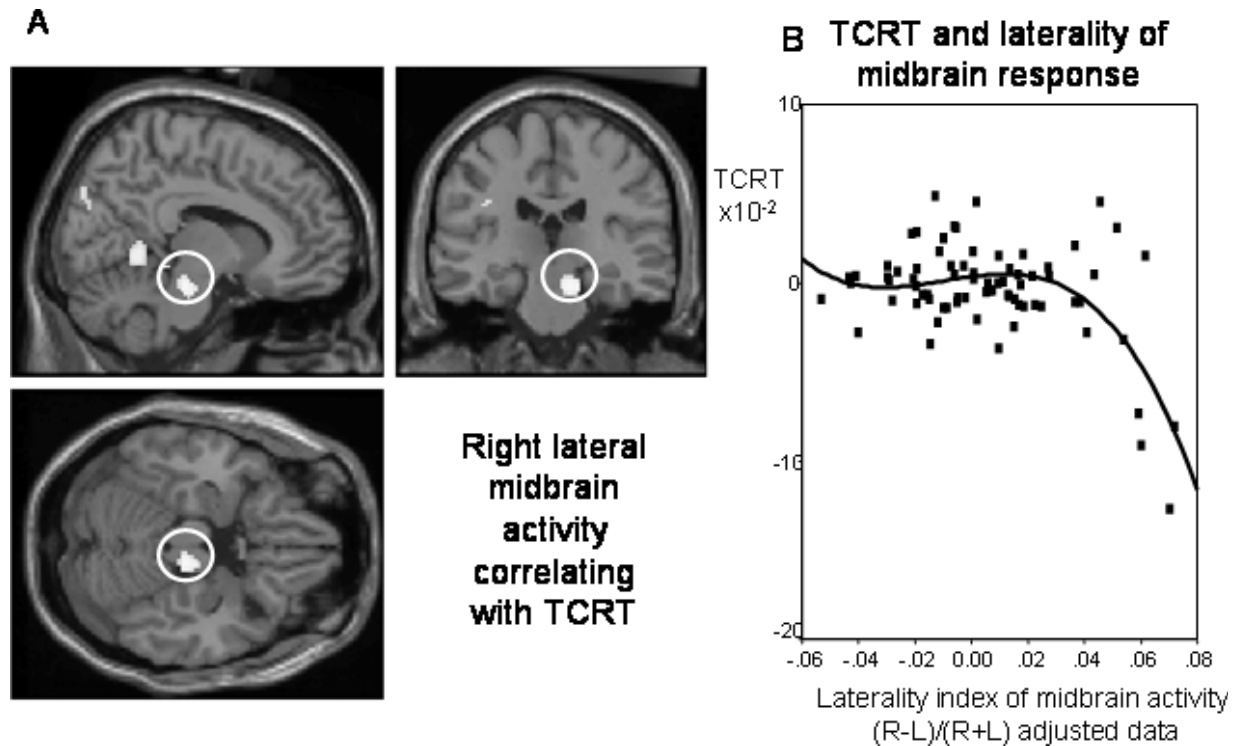 A
B TCRT and laterality of
midbrain response
TCRT
x10-2
10
0
-10
-20
-.06 -.04 -.02 0.00 .02 .04 .06 .08
Laterality index of midbrain activity
(R-L)/(R+L) adjusted data
Right lateral
midbrain
activity
correlating
with TCRT